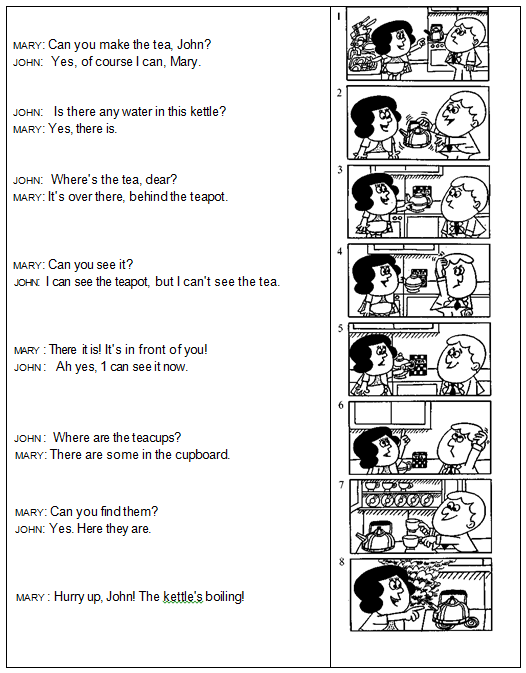 1
MARY: Can you make the tea, John?
JOHN: Yes, of course I can, Mary.
2
JOHN: Is there any water in this kettle?
MARY: Yes, there is.
3
JOHN: Where's the tea, dear?
MARY: It's over there, behind the teapot.
4
MARY: Can you see it?
JOHN: I can see the teapot, but I can't see the tea.
5
MARY : There it is! It's in front of you!
JOHN : Ah yes, 1 can see it now.
6
JOHN : Where are the teacups?
MARY: There are some in the cupboard.
7
MARY: Can you find them?
JOHN: Yes. Here they are.
8
MARY : Hurry up, John! The kettle's boiling!